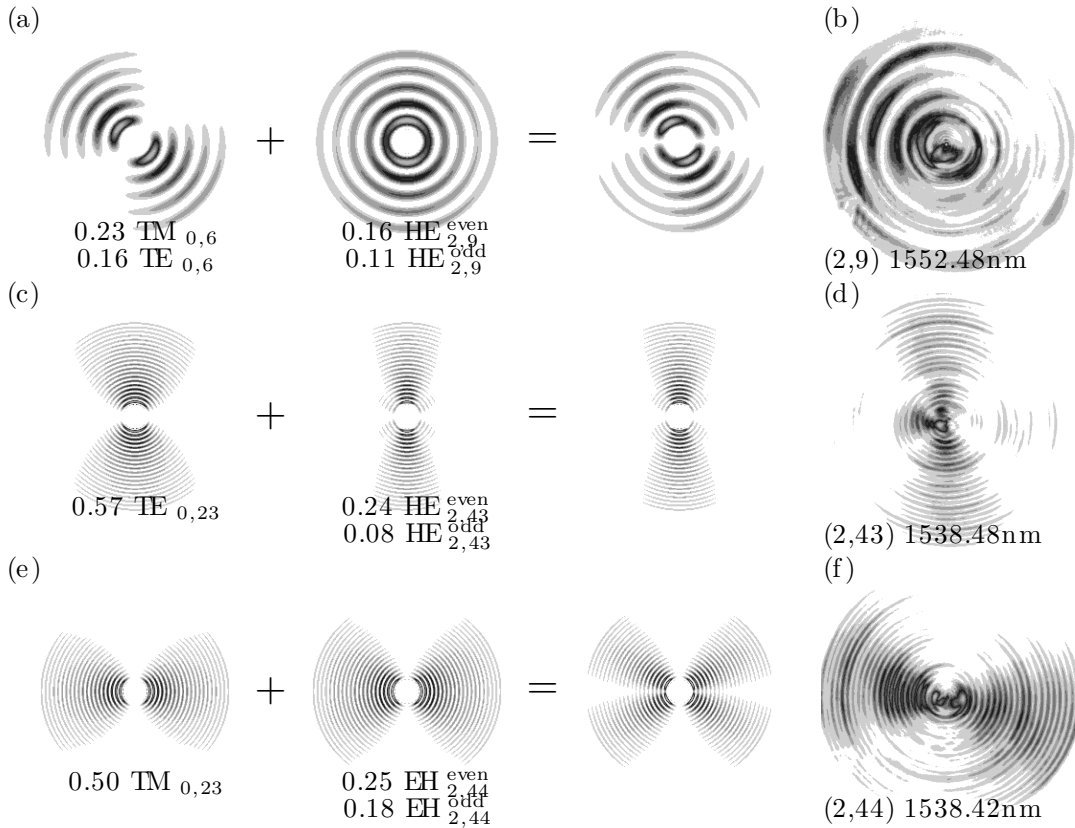 (a)
(b)
+
=
0.23 TM 0,6
0.16 TE 0,6
0.16 HE even 2,9
0.11 HE odd 2,9
(2,9) 1552.48nm
(c)
(d)
+
=
0.57 TE 0,23
0.24 HE even 2,43
0.08 HE odd 2,43
(2,43) 1538.48nm
(e)
(f)
+
=
0.50 TM 0,23
0.25 EH even 2,44
0.18 EH odd 2,44
(2,44) 1538.42nm